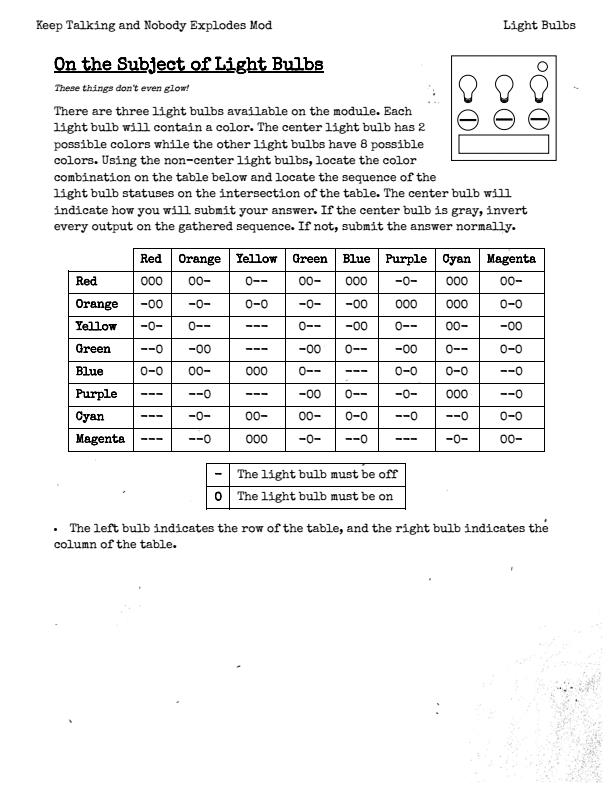 Keep Talking and Nobody Explodes Mod Light Bulbs
On the Subject of Light Bulbs
These things don't even glow!
There are three light bulbs available on the module. Each
light bulb will contain a color. The center light bulb has 2
possible colors while the other light bulbs have 8 possible
colors. Using the non-center light bulbs, locate the color
combination on the table below and locate the sequence of the
light bulb statuses on the intersection of the table. The center bulb will
indicate how you will submit your answer. If the center bulb is gray, invert
every output on the gathered sequence. If not, submit the answer normally.
Red Orange Yellow Green Blue Purple Cyan Magenta
Red 000 00- 0-- 00- 000 -0- 000 00-
Orange -00 -0- 0-0 -0- -00 000 000 0-0
Yellow -0- 0-- --- 0-- -00 0-- 00- -00
Green --0 -00 --- -00 0-- -00 0-- 0-0
Blue 0-0 00- 000 0-- --- 0-0 0-0 --0
Purple --- --0 --- -00 0-- -0- 000 ---
Cyan --- -0- 00- 00- 0-0 --0 --0 0-0
Magenta --- --0 000 -0- --0 --- -0- 00-
- The light bulb must be off
0 The light bulb must be on
• The left bulb indicates the row of the table, and the right bulb indicates the
column of the table.